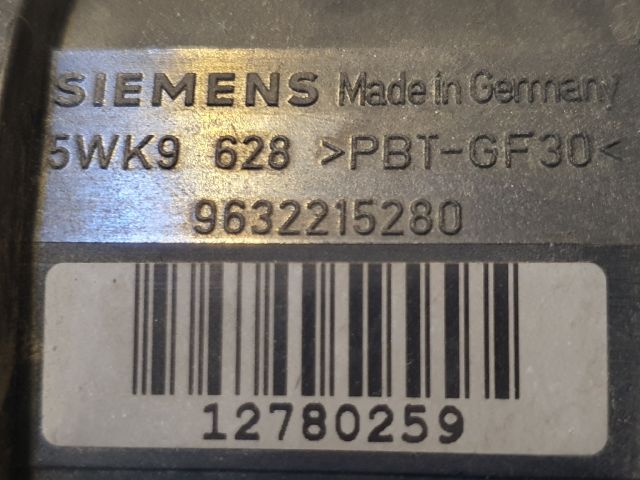 SIEMENS Made in Germany
5WK9 628 >PBT-GF30<
9632215280
12780259